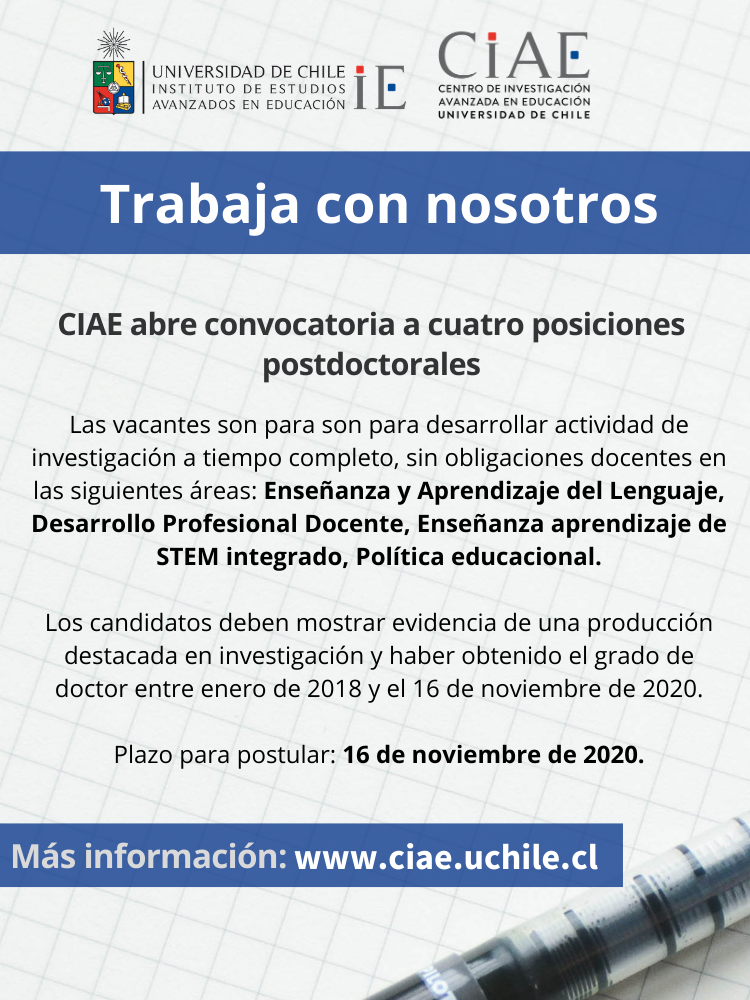 UNIVERSIDAD DE CHILE
INSTITUTO DE ESTUDIOS
AVANZADOS EN EDUCACIÓN
iE
CiAE
CENTRO DE INVESTIGACIÓN
AVANZADA EN EDUCACIÓN
UNIVERSIDAD DE CHILE
Trabaja con nosotros
CIAE abre convocatoria a cuatro posiciones
postdoctorales
Las vacantes son para son para desarrollar actividad de
investigación a tiempo completo, sin obligaciones docentes en
las siguientes áreas: Enseñanza y Aprendizaje del Lenguaje,
Desarrollo Profesional Docente, Enseñanza aprendizaje de
STEM integrado, Política educacional.
Los candidatos deben mostrar evidencia de una producción
destacada en investigación y haber obtenido el grado de
doctor entre enero de 2018 y el 16 de noviembre de 2020.
Plazo para postular: 16 de noviembre de 2020.
Más información: www.ciae.uchile.cl